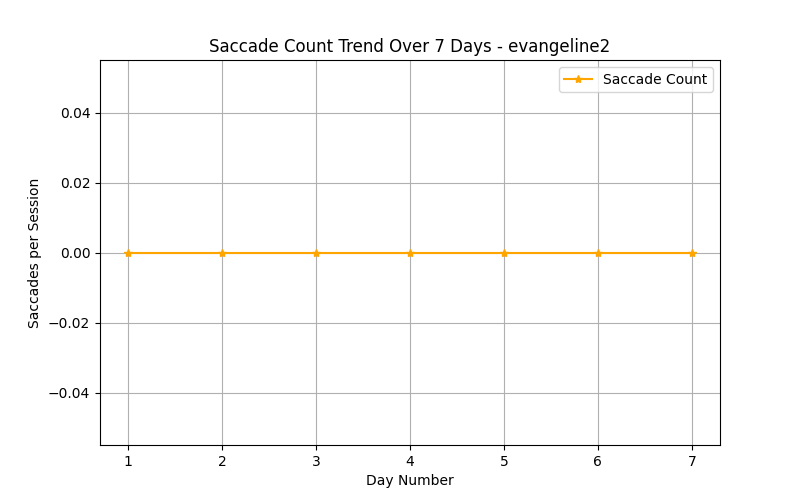 Saccade Count Trend Over 7 Days - evangeline2
Saccade Count
0.04
0.02
0.00
−0.02
−0.04
Saccades per Session
1 2 3 4 5 6 7
Day Number